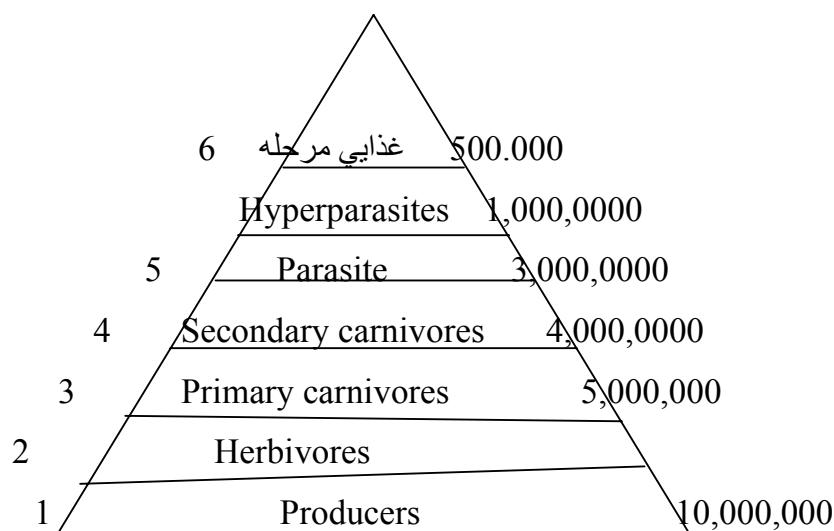 6 غذايي مرحله 500.000
Hyperparasites 1,000,0000
5 Parasite 3,000,0000
4 Secondary carnivores 4,000,0000
3 Primary carnivores 5,000,000
2 Herbivores
1 Producers 10,000,000